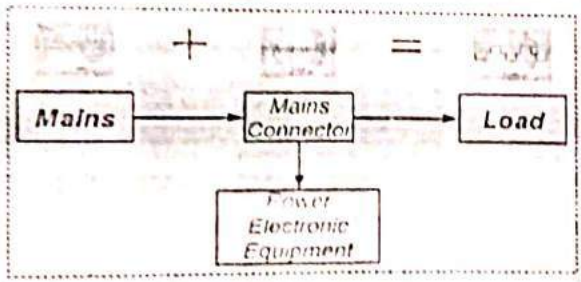 + =
Mains
Mains
Connector
Load
Power
Electronic
Equipment